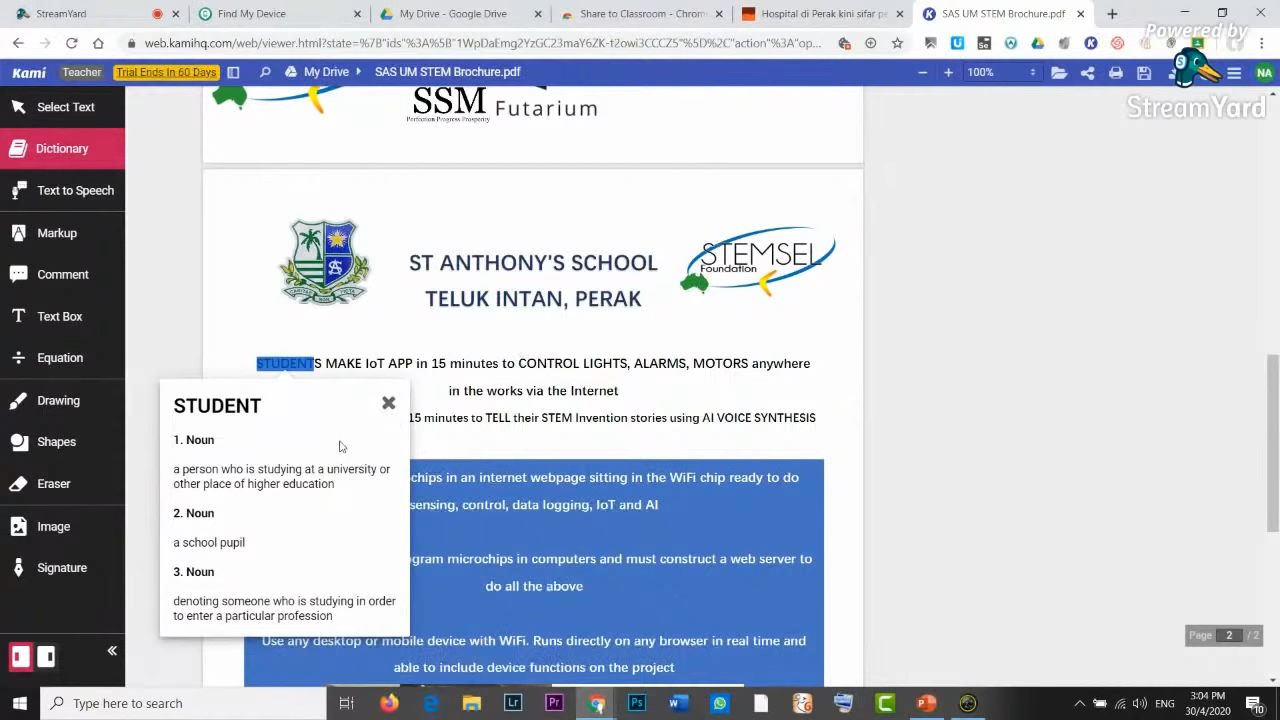 Stream Yard
Find My Device
My Drive - Google Drive
Share to Classroom - Chrom
Hospital di Perak kini sifar p
SAS UM STEM Brochure.pdf
Powered by
StreamYard
Kami
Teacher
Trial Ends In 60 Days
My Drive
SAS UM STEM Brochure.pdf
100%
NA
Select Text
Dictionary
Text to Speech
Markup
Comment
Text Box
Equation
Drawing
Shapes
Eraser
Image
Signature
SSM
Perfection Progress Prosperity
Futarium
ST ANTHONY'S SCHOOL
TELUK INTAN, PERAK
STEMSEL
Foundation
STUDENTS MAKE IoT APP in 15 minutes to CONTROL LIGHTS, ALARMS, MOTORS anywhere
in the works via the Internet
15 minutes to TELL their STEM Invention stories using AI VOICE SYNTHESIS
STUDENT
1. Noun
a person who is studying at a university or
other place of higher education
2. Noun
a school pupil
3. Noun
denoting someone who is studying in order
to enter a particular profession
chips in an internet webpage sitting in the WiFi chip ready to do
sensing, control, data logging, IoT and AI
gram microchips in computers and must construct a web server to
do all the above
Use any desktop or mobile device with WiFi. Runs directly on any browser in real time and
able to include device functions on the project
Page 2 / 2
Type here to search
ENG
3:04 PM
30/4/2020